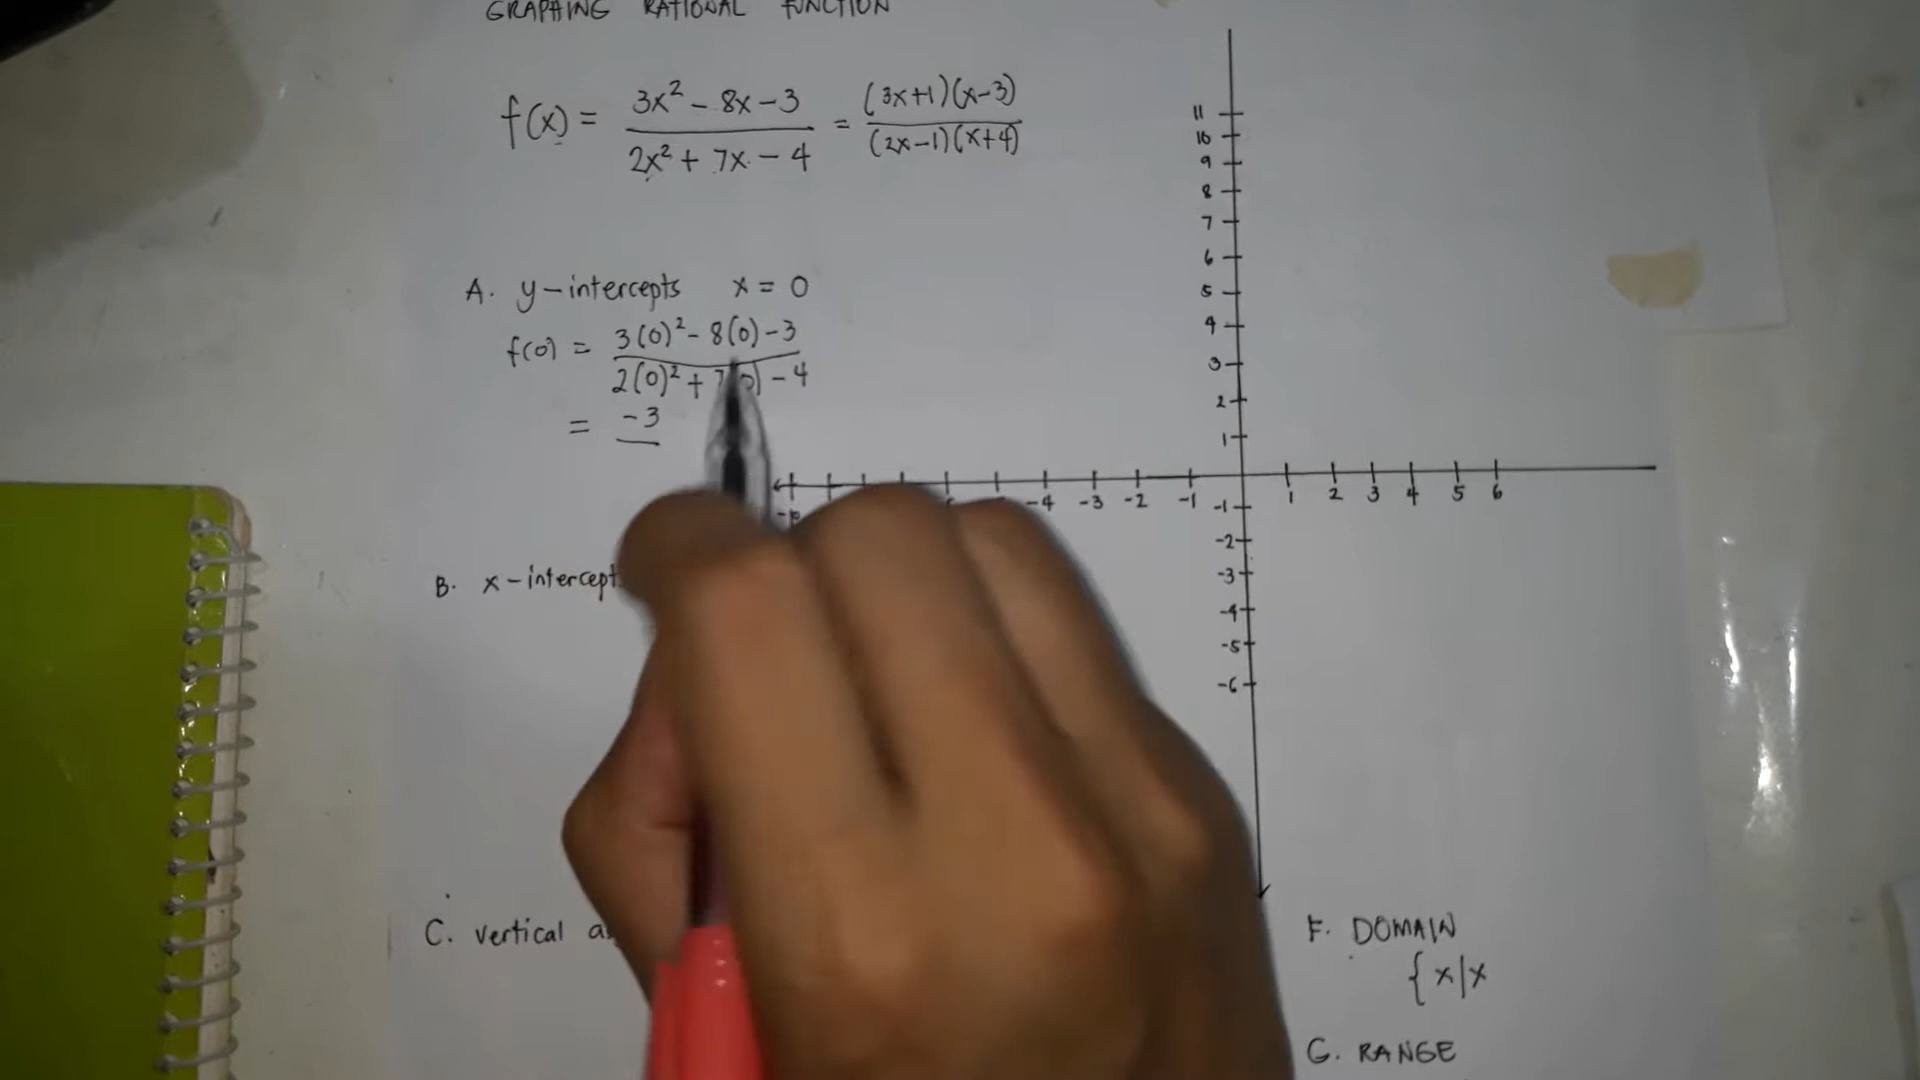 GRAPHING RATIONAL FUNCTION
f(x) = 3x² - 8x - 3 / 2x² + 7x - 4 = (3x+1)(x-3) / (2x-1)(x+4)
A. y-intercepts x = 0
f(0) = 3(0)² - 8(0) - 3 / 2(0)² + 7(0) - 4
= -3
B. x-intercept
C. vertical
11
10
9
8
7
6
5
4
3
2
1
-4 -3 -2 -1 1 2 3 4 5 6
-1
-2
-3
-4
-5
-6
F. DOMAIN
{x|x
G. RANGE